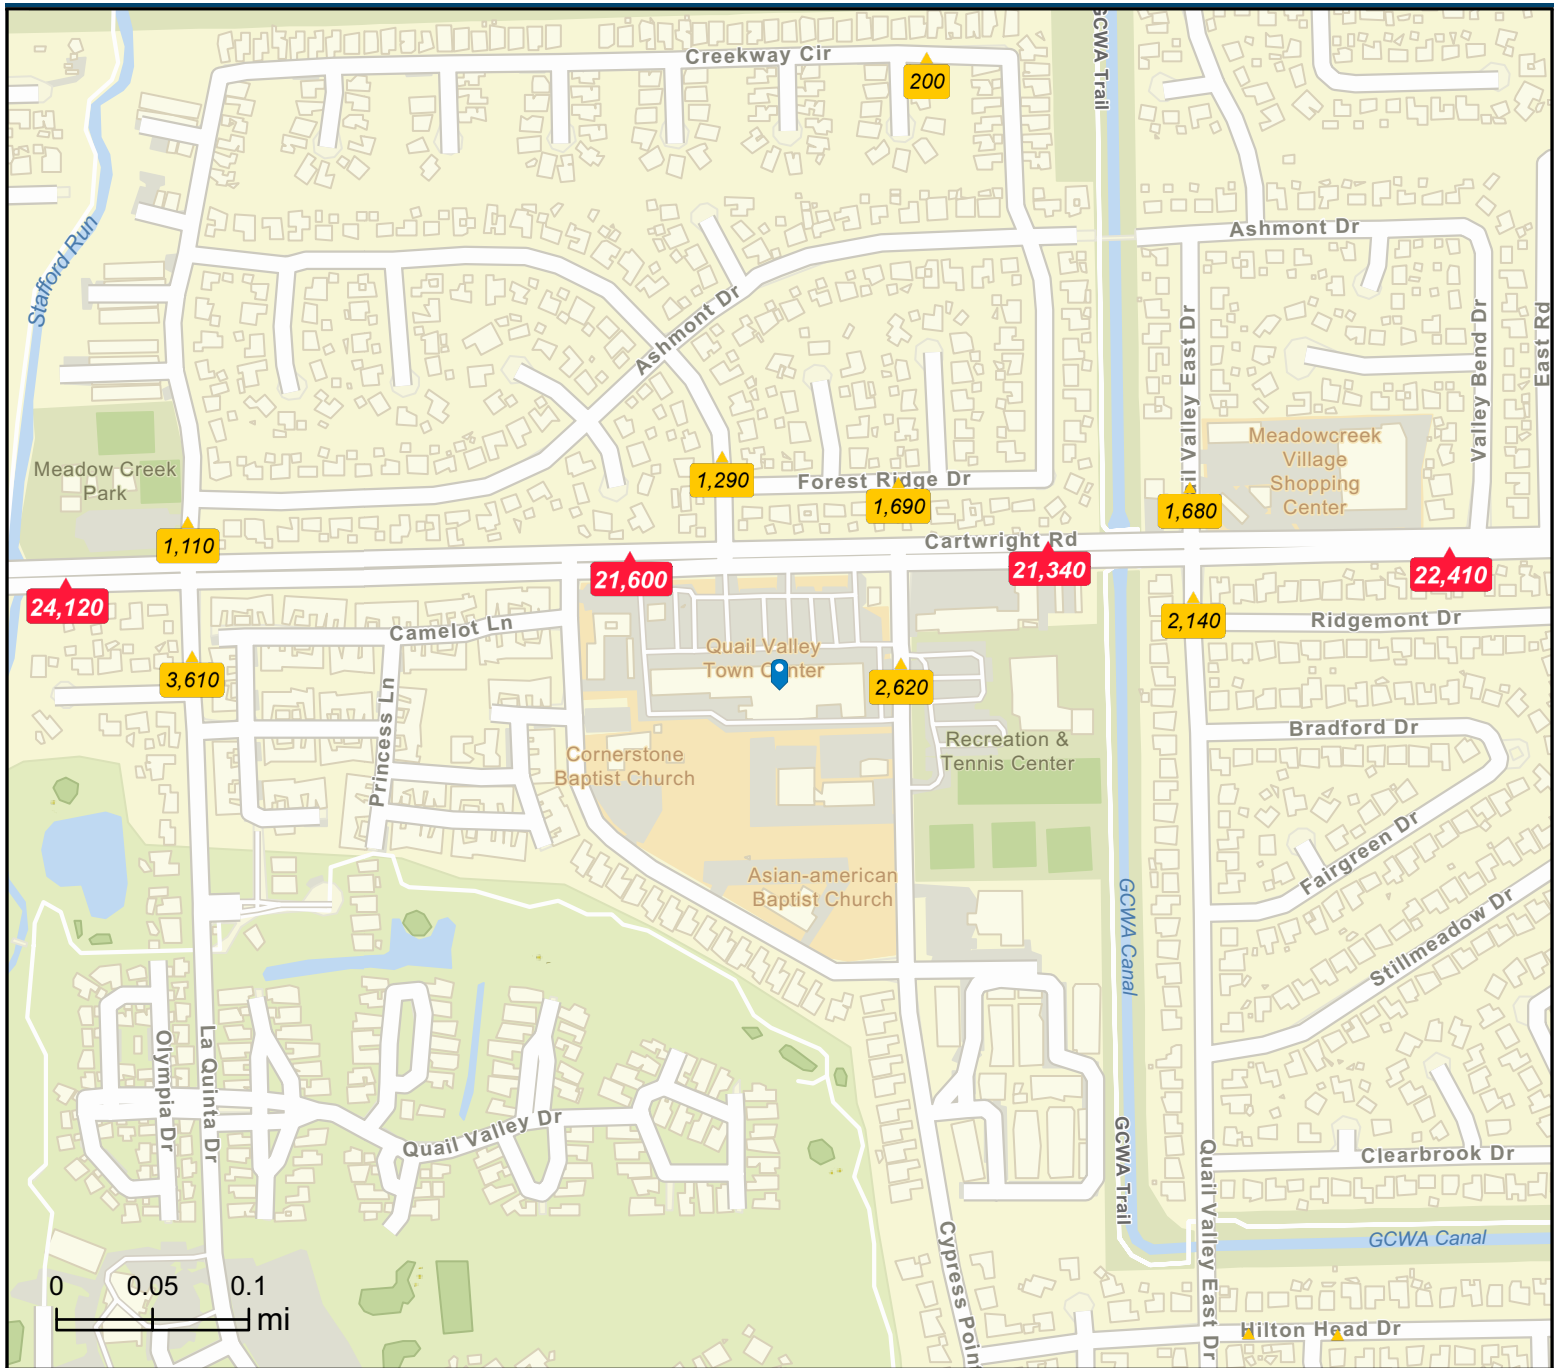 Creekway Cir
200
GCWA Trail
Stafford Run
Ashmont Dr
Ashmont Dr
Quail Valley East Dr
Valley Bend Dr
East Rd
Meadow Creek
Park
1,290
Forest Ridge Dr
1,690
Meadowcreek
Village
Shopping
Center
1,680
1,110
Cartwright Rd
24,120
21,600
21,340
22,410
2,140
Ridgemont Dr
Camelot Ln
Quail Valley
Town Center
3,610
2,620
Princess Ln
Cornerstone
Baptist Church
Recreation &
Tennis Center
Bradford Dr
Fairgreen Dr
Asian-american
Baptist Church
GCWA Canal
Stillmeadow Dr
Olympia Dr
La Quinta Dr
Quail Valley Dr
GCWA Trail
Quail Valley East Dr
Clearbrook Dr
Cypress Poin
GCWA Canal
0 0.05 0.1
mi
Hilton Head Dr